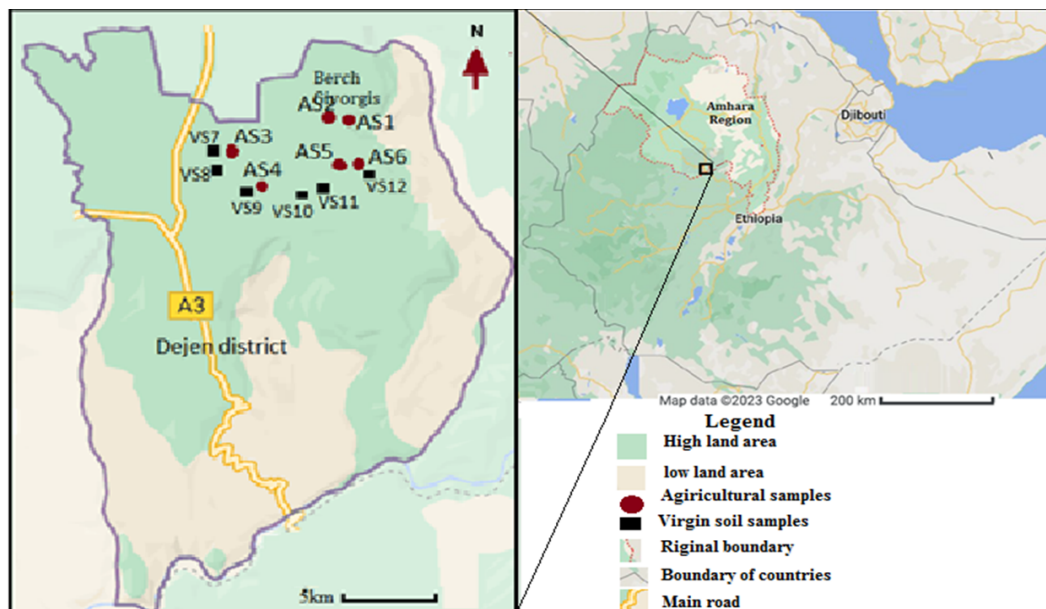 N
Berch
Givorgis
AS2
AS1
VS7
AS3
AS5
AS6
VS8
AS4
VS12
VS9
VS10
VS11
A3
Dejen district
5km
Amhara
Region
Djibouti
Ethiopia
Map data ©2023 Google 200 km
Legend
High land area
low land area
Agiricultural samples
Virgin soil samples
Riginal boundary
Boundary of countries
Main road